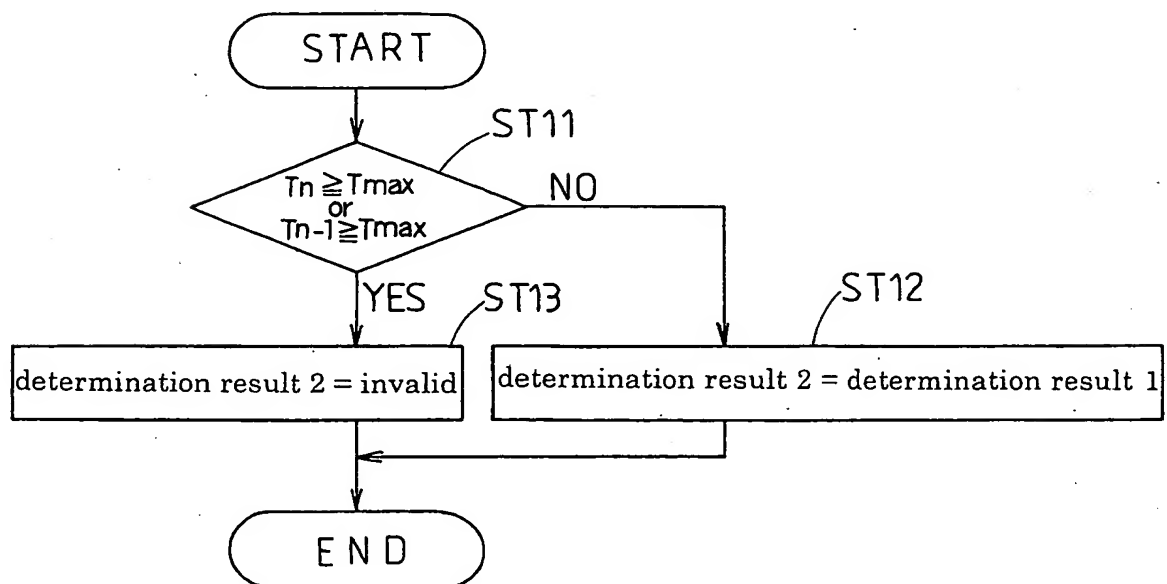 START
ST11
Tn ≧ Tmax
or
Tn-1≧Tmax
NO
YES
ST13
ST12
determination result 2 = invalid
determination result 2 = determination result 1
END